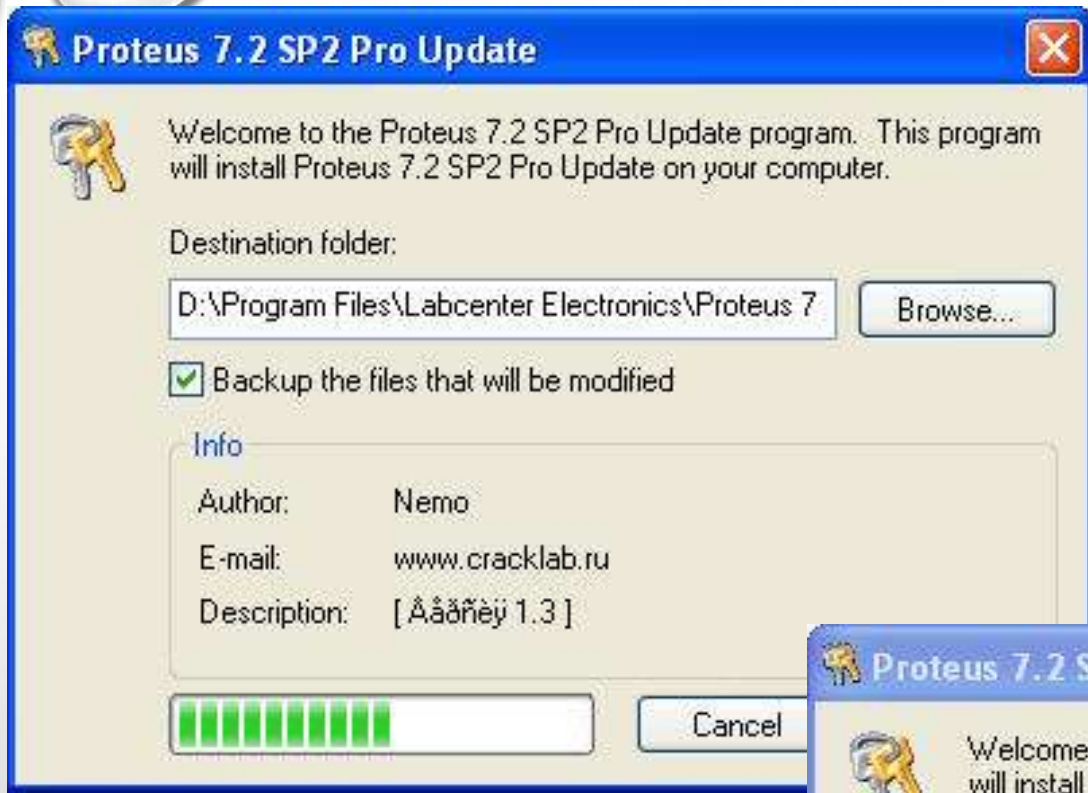 Proteus 7.2 SP2 Pro Update
Welcome to the Proteus 7.2 SP2 Pro Update program. This program
will install Proteus 7.2 SP2 Pro Update on your computer.
Destination folder:
D:\Program Files\Labcenter Electronics\Proteus 7
Browse...
Backup the files that will be modified
Info
Author: Nemo
E-mail: www.cracklab.ru
Description: [ Âåðñèÿ 1.3 ]
Cancel
Proteus 7.2 S
Welcome
will install